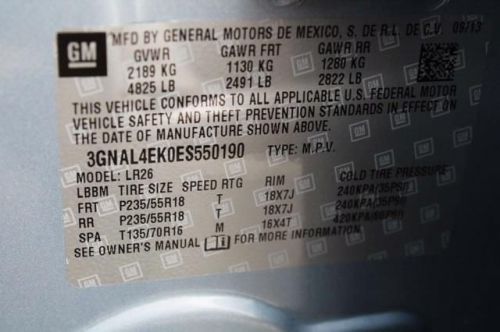 GM
MFD BY GENERAL MOTORS DE MEXICO, S. DE R.L. DE C.V. 09/13
GVWR GAWR FRT GAWR RR
2189 KG 1130 KG 1280 KG
4825 LB 2491 LB 2822 LB
THIS VEHICLE CONFORMS TO ALL APPLICABLE U.S. FEDERAL MOTOR
VEHICLE SAFETY AND THEFT PREVENTION STANDARDS IN EFFECT ON
THE DATE OF MANUFACTURE SHOWN ABOVE.
3GNAL4EK0ES550190 TYPE: M.P.V.
MODEL: LR26
LBBM TIRE SIZE SPEED RTG RIM COLD TIRE PRESSURE
FRT P235/55R18 T 18X7J 240KPA/35PSI
RR P235/55R18 T 18X7J 240KPA/35PSI
SPA T135/70R16 M 16X4T 420KPA/60PSI
SEE OWNER'S MANUAL FOR MORE INFORMATION